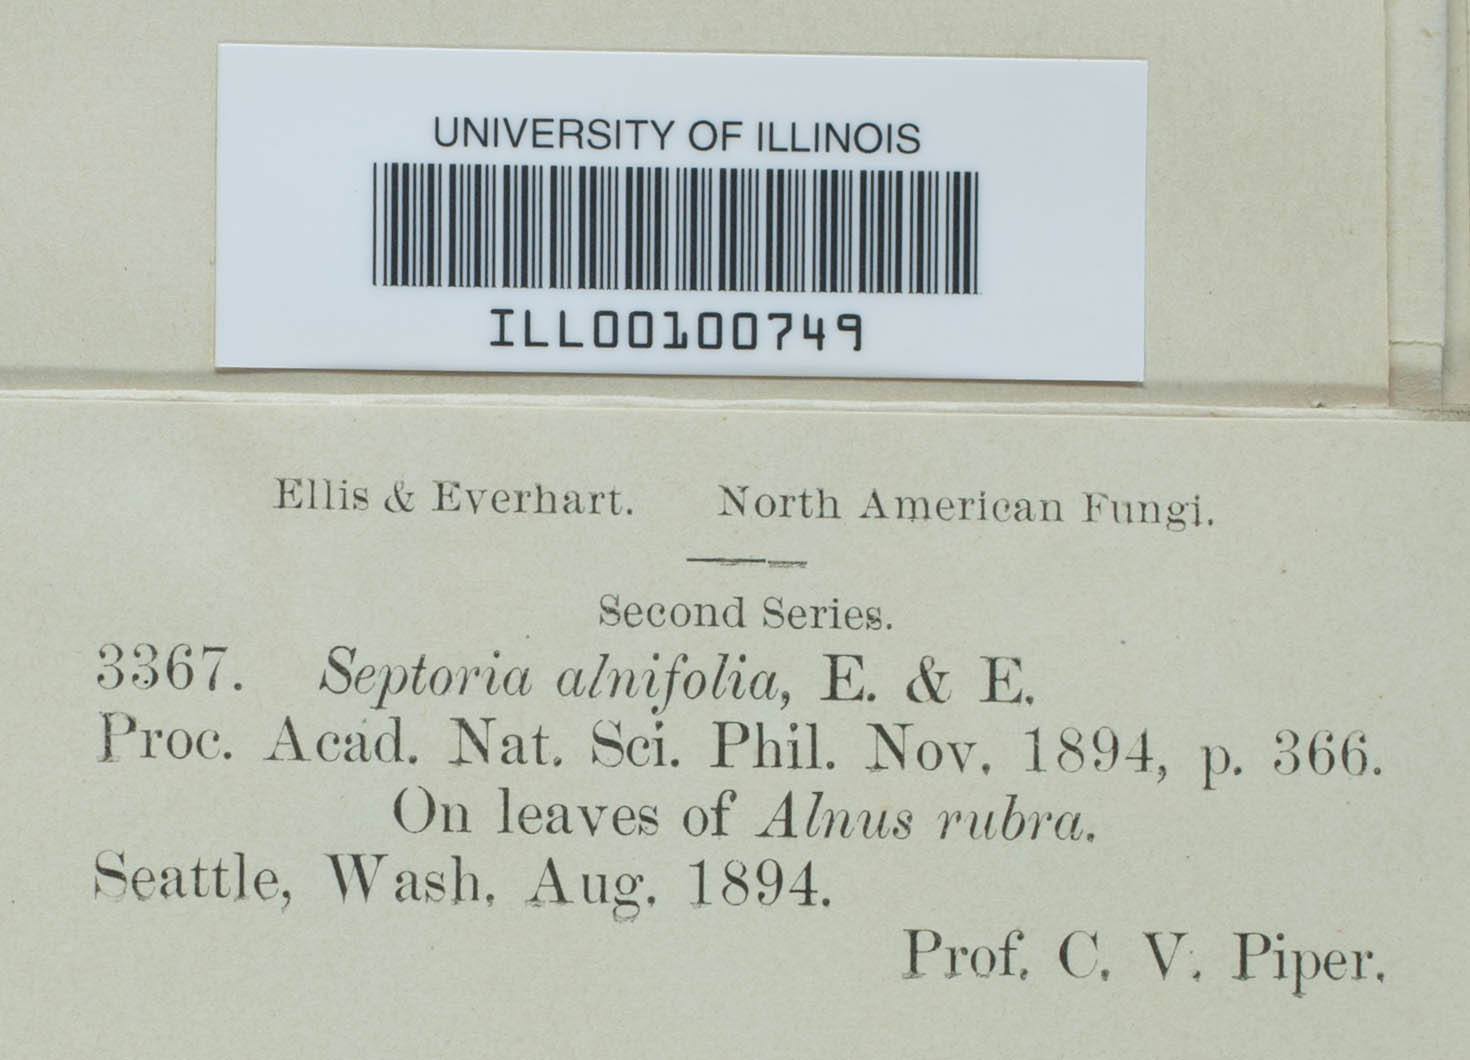 UNIVERSITY OF ILLINOIS
ILL00100749
Ellis & Everhart. North American Fungi.
Second Series.
3367. Septoria alnifolia, E. & E.
Proc. Acad. Nat. Sci. Phil. Nov. 1894, p. 366.
On leaves of Alnus rubra.
Seattle, Wash. Aug. 1894.
Prof. C. V. Piper.